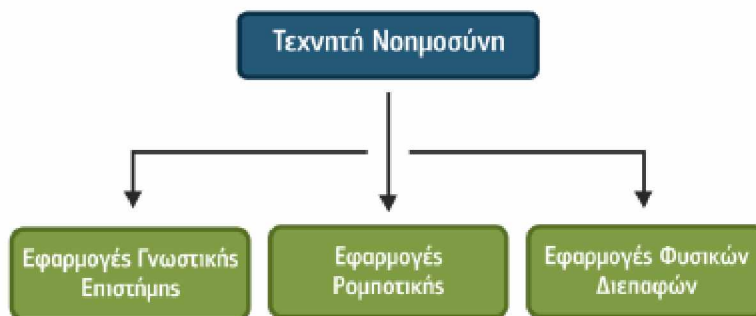 Τεχνητή Νοημοσύνη
Εφαρμογές Γνωστικής
Επιστήμης
Εφαρμογές
Ρομποτικής
Εφαρμογές Φυσικών
Διεπαφών